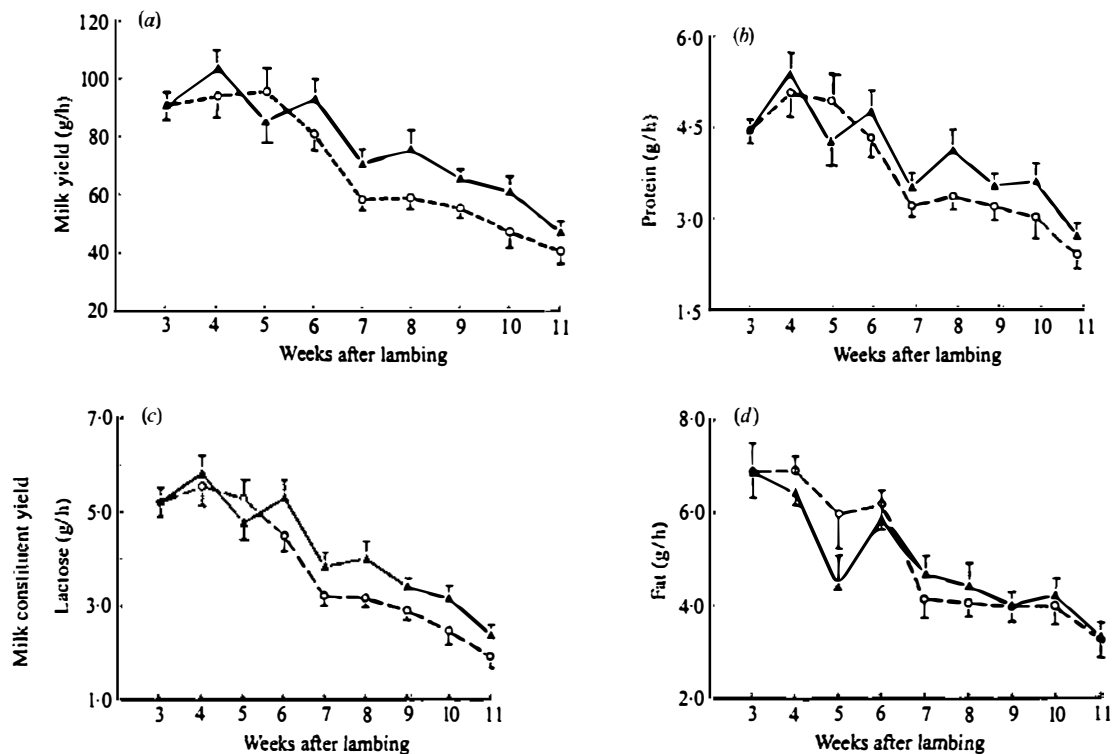 (a)
120
100
80
60
40
20
Milk yield (g/h)
3 4 5 6 7 8 9 10 11
Weeks after lambing
(b)
6·0
4·5
3·0
1·5
Protein (g/h)
3 4 5 6 7 8 9 10 11
Weeks after lambing
(c)
7·0
5·0
3·0
1·0
Milk constituent yield
Lactose (g/h)
3 4 5 6 7 8 9 10 11
Weeks after lambing
(d)
8·0
6·0
4·0
2·0
Fat (g/h)
3 4 5 6 7 8 9 10 11
Weeks after lambing